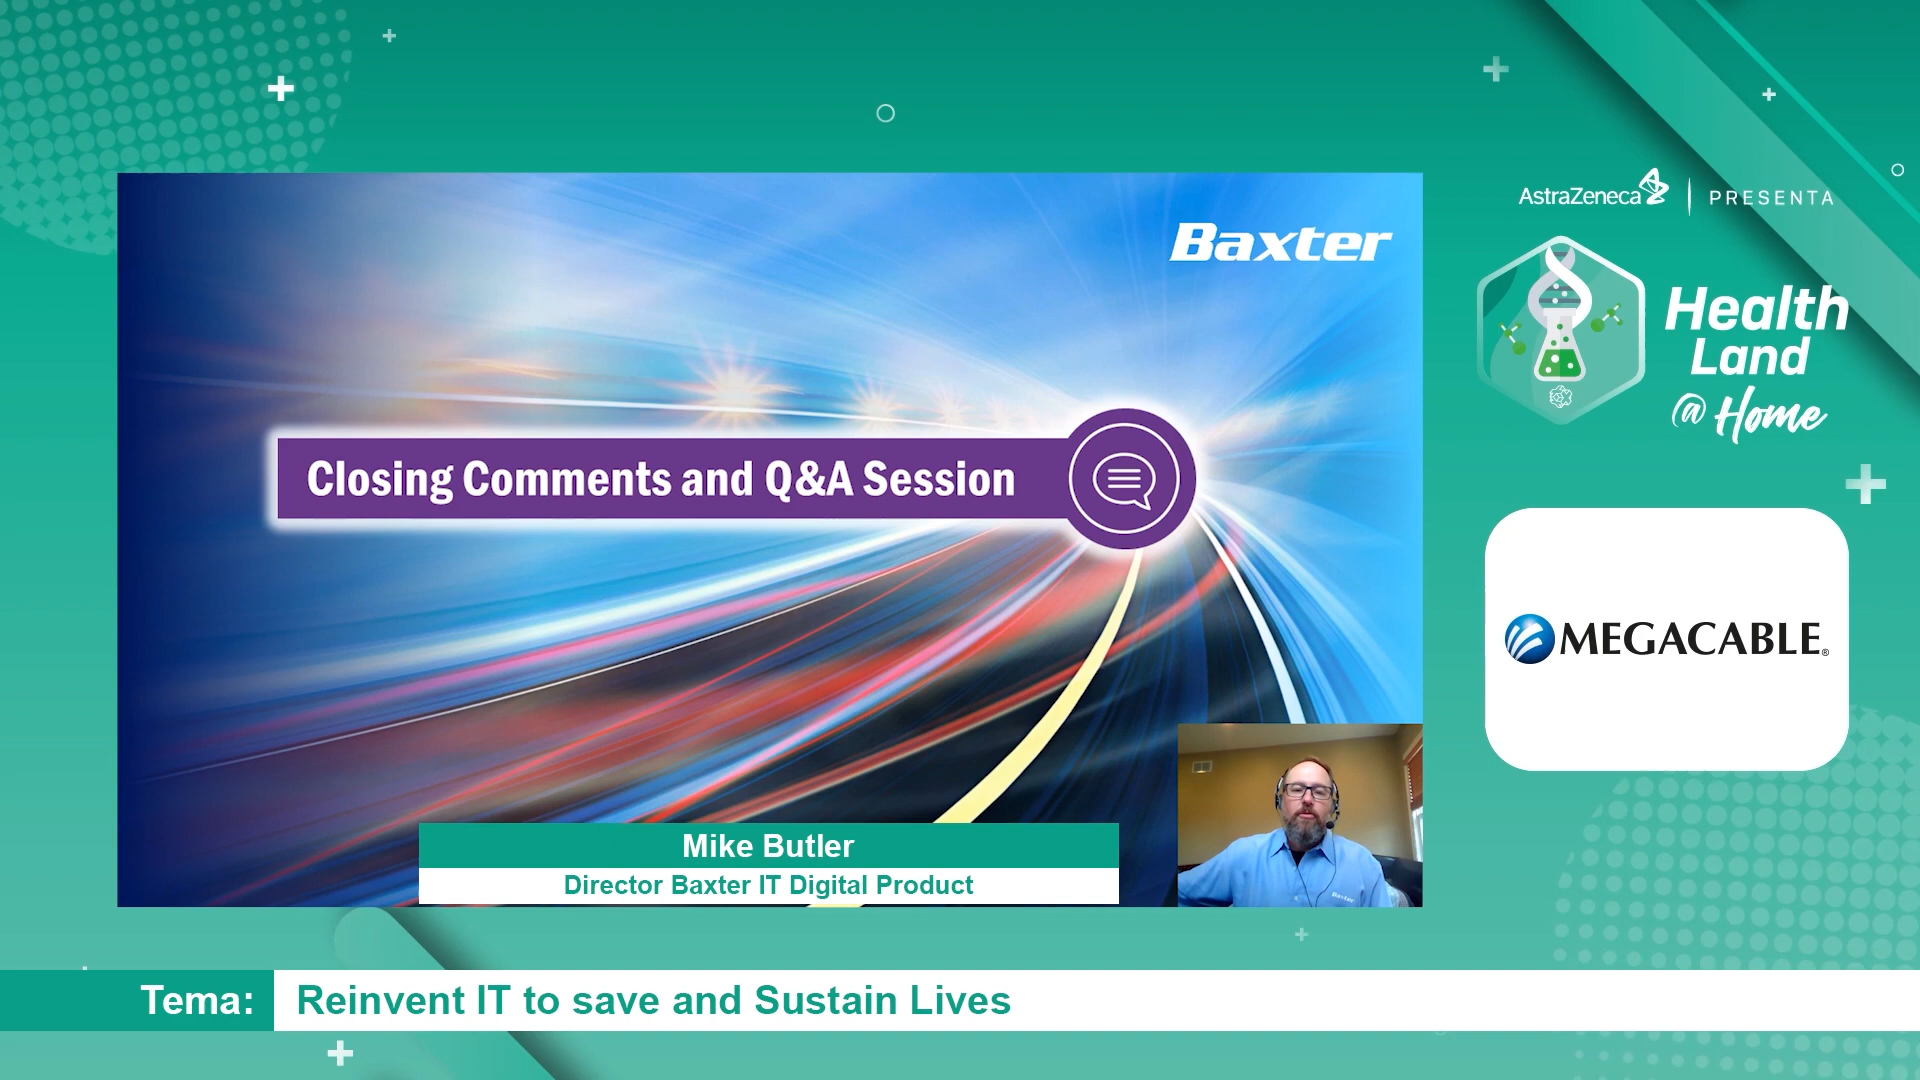 AstraZeneca | PRESENTA
Baxter
Health
Land
@ Home
Closing Comments and Q&A Session
MEGACABLE®
Baxter
Mike Butler
Director Baxter IT Digital Product
Tema: Reinvent IT to save and Sustain Lives